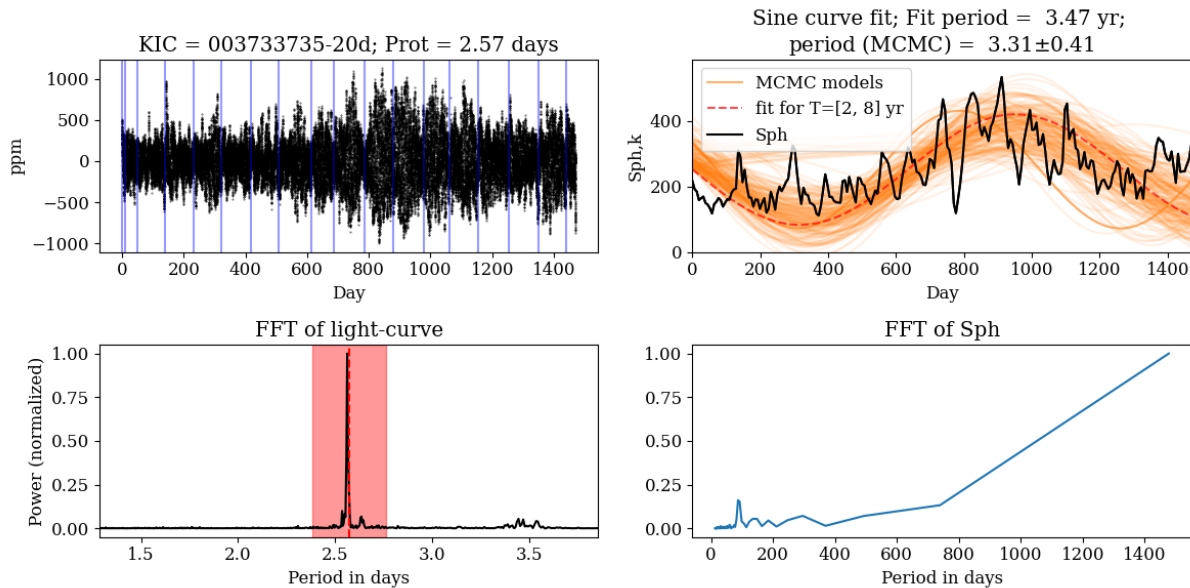 KIC = 003733735-20d; Prot = 2.57 days
1000
500
0
−500
−1000
ppm
0 200 400 600 800 1000 1200 1400
Day
Sine curve fit; Fit period =  3.47 yr;
period (MCMC) =  3.31±0.41
MCMC models
fit for T=[2, 8] yr
Sph
400
200
0
Sph,k
0 200 400 600 800 1000 1200 1400
Day
FFT of light-curve
1.00
0.75
0.50
0.25
0.00
Power (normalized)
1.5 2.0 2.5 3.0 3.5
Period in days
FFT of Sph
1.00
0.75
0.50
0.25
0.00
0 200 400 600 800 1000 1200 1400
Period in days